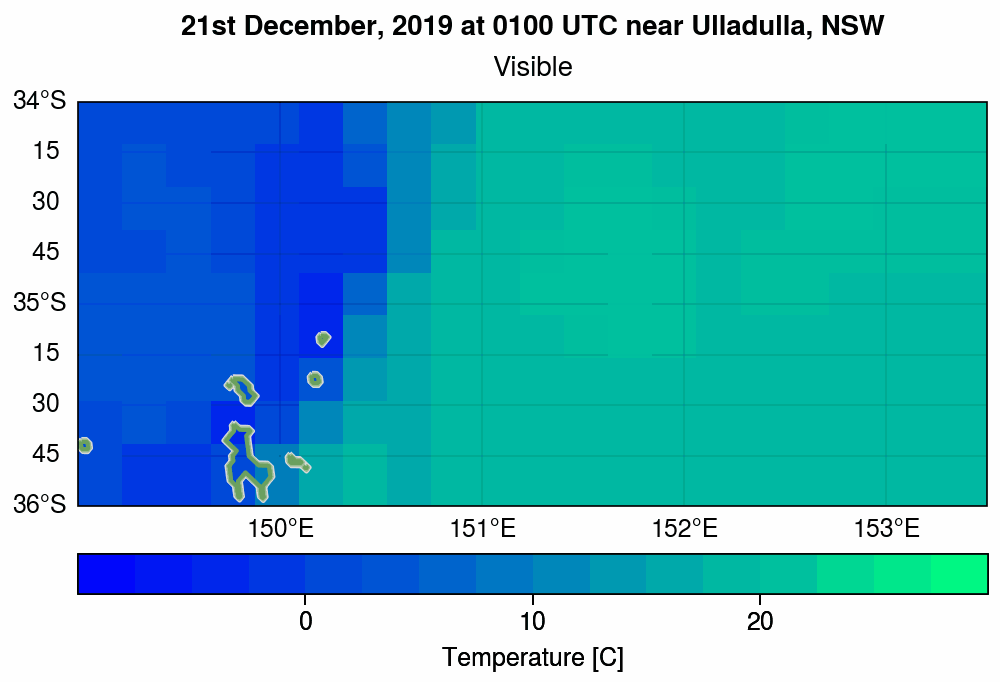 21st December, 2019 at 0100 UTC near Ulladulla, NSW
Visible
34°S
15
30
45
35°S
15
30
45
36°S
150°E 151°E 152°E 153°E
0 10 20
Temperature [C]